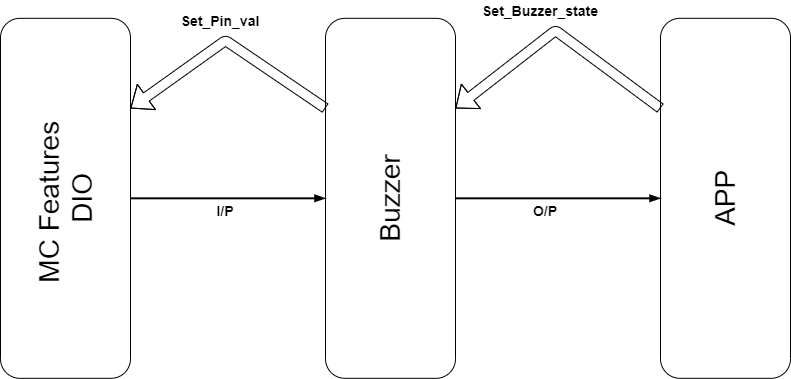 Set_Pin_val
Set_Buzzer_state
MC Features
DIO
Buzzer
APP
I/P
O/P